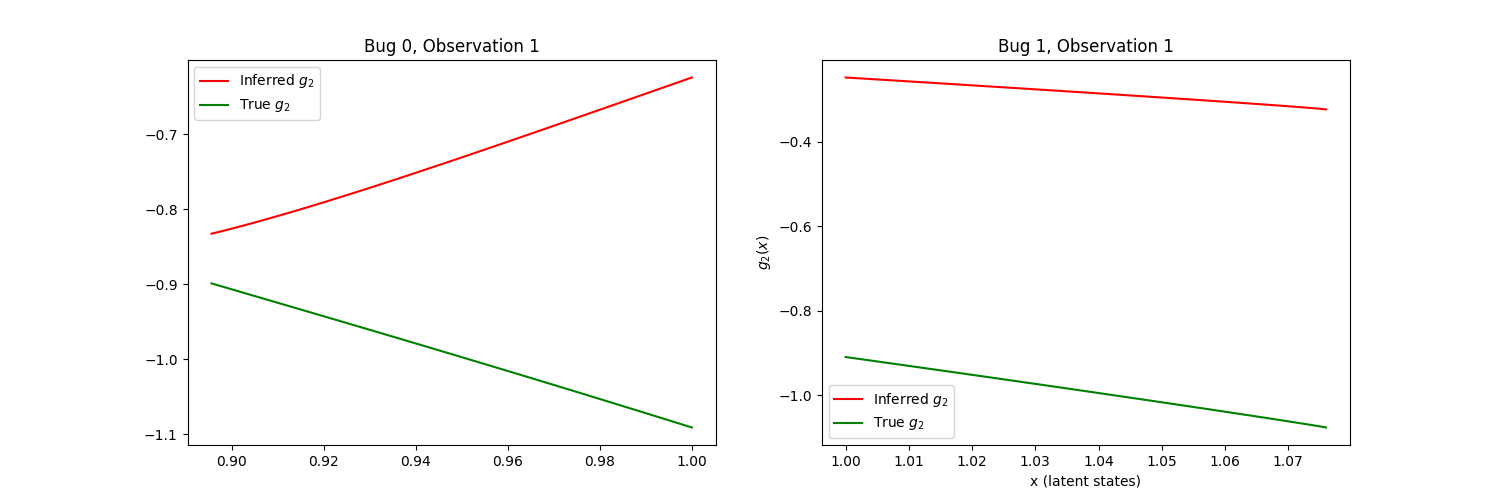 Bug 0, Observation 1
Inferred g₂
True g₂
−0.7
−0.8
−0.9
−1.0
−1.1
0.90 0.92 0.94 0.96 0.98 1.00
Bug 1, Observation 1
g₂(x)
−0.4
−0.6
−0.8
−1.0
Inferred g₂
True g₂
1.00 1.01 1.02 1.03 1.04 1.05 1.06 1.07
x (latent states)